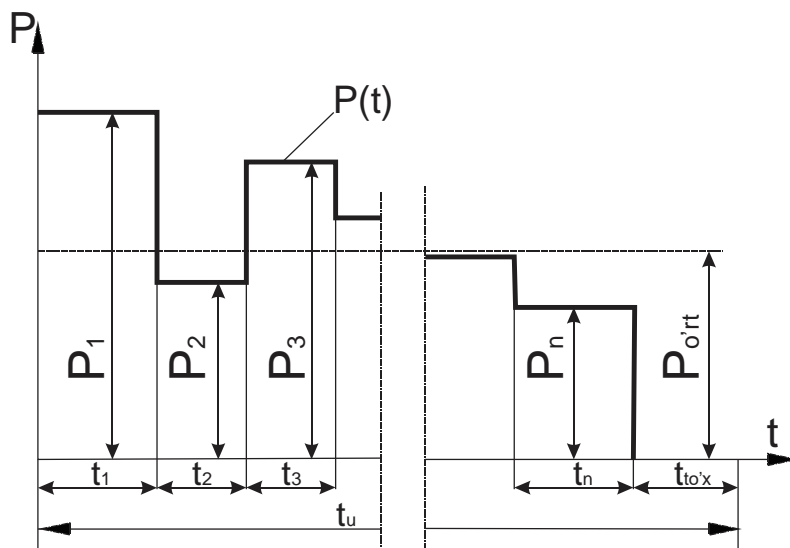 P
P(t)
P₁
P₂
P₃
Pₙ
Pₒ'ᵣₜ
t
t₁
t₂
t₃
tₙ
tₜₒ'ₓ
tᵤ